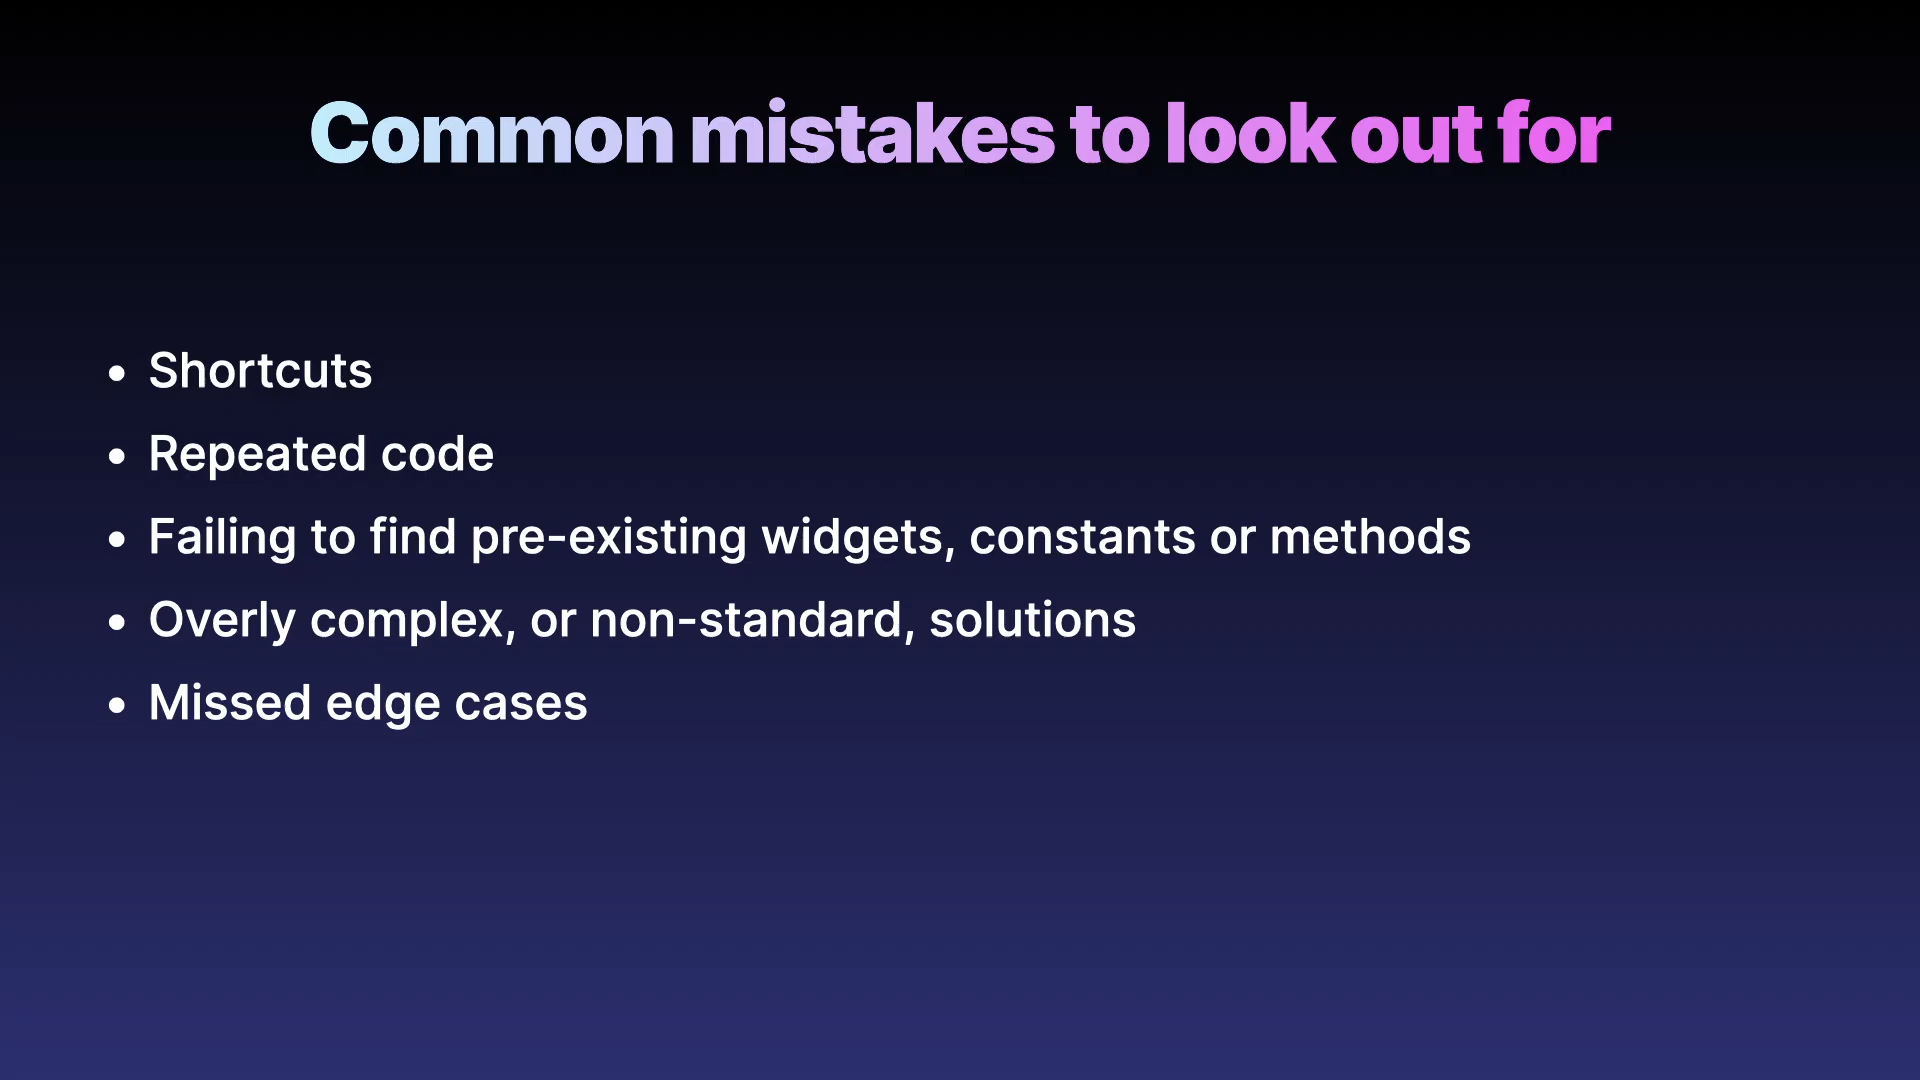 Common mistakes to look out for
• Shortcuts
• Repeated code
• Failing to find pre-existing widgets, constants or methods
• Overly complex, or non-standard, solutions
• Missed edge cases